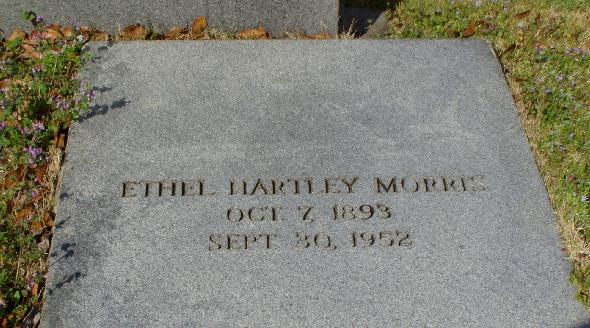 ETHEL HARTLEY MORRIS
OCT 7, 1893
SEPT 30, 1952